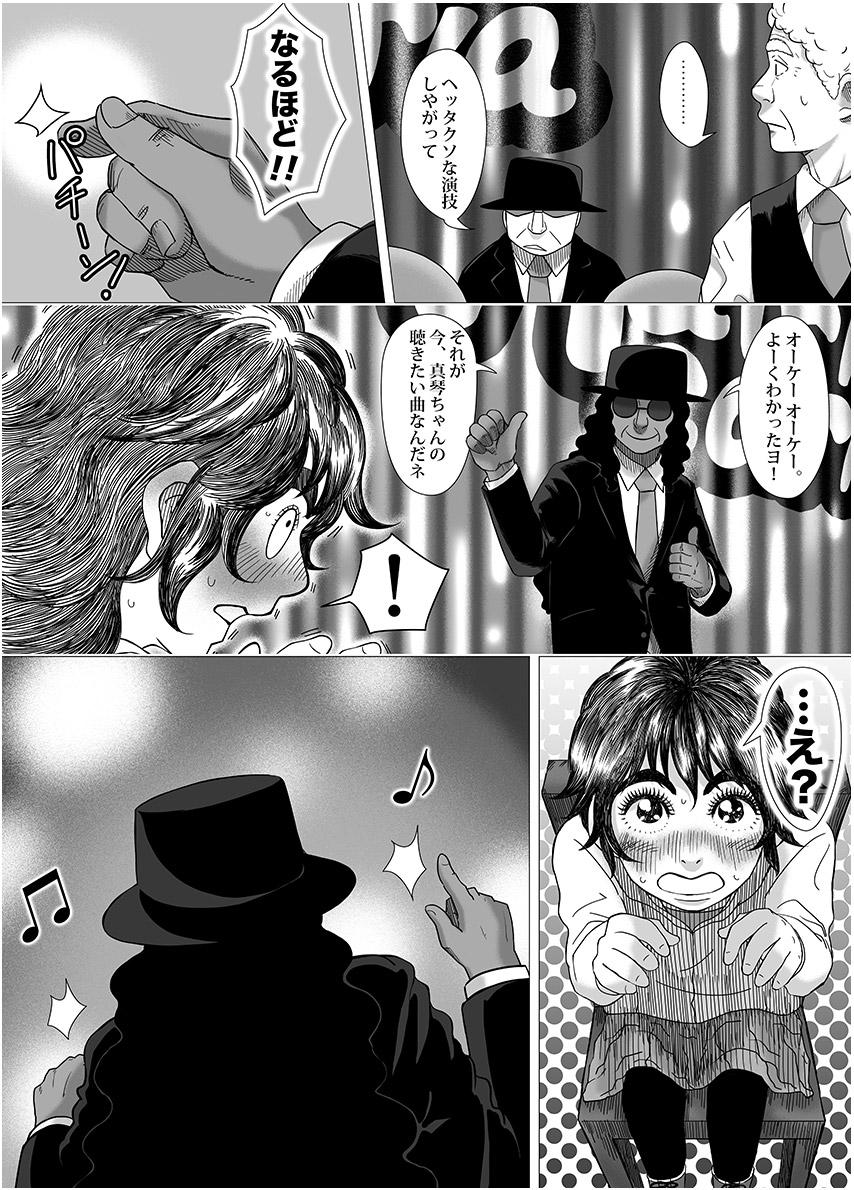 ………
ヘッタクソな演技
しやがって
なるほど!!
パチーン!
オーケーオーケー。
よーくわかったヨ!
それが
今、真琴ちゃんの
聴きたい曲なんだネ
!
…え?